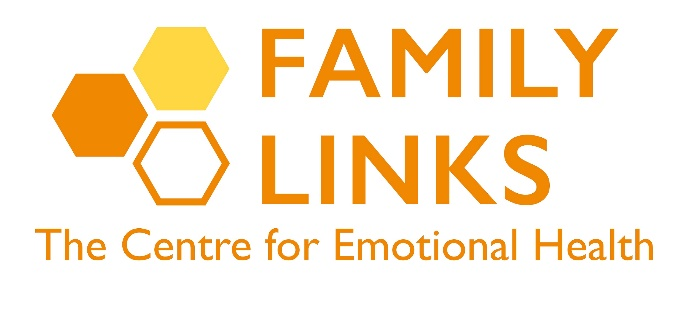 FAMILY
LINKS
The Centre for Emotional Health